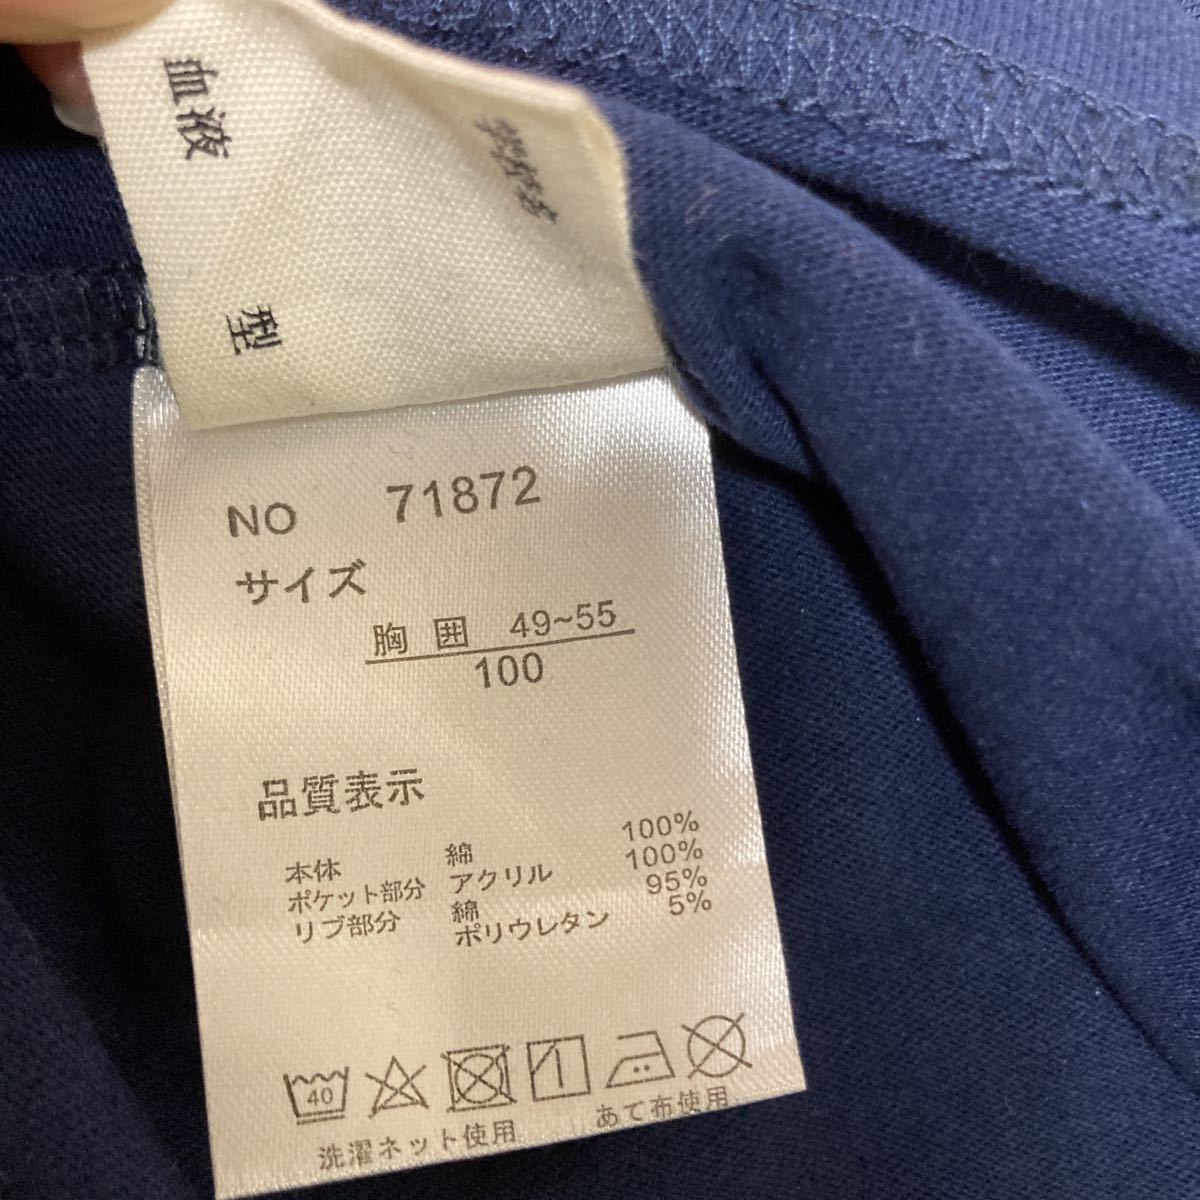 血液
型
NO 71872
サイズ
胸囲 49~55
100
品質表示
本体 綿 100%
ポケット部分 アクリル 100%
リブ部分 綿 95%
ポリウレタン 5%
40
洗濯ネット使用
あて布使用